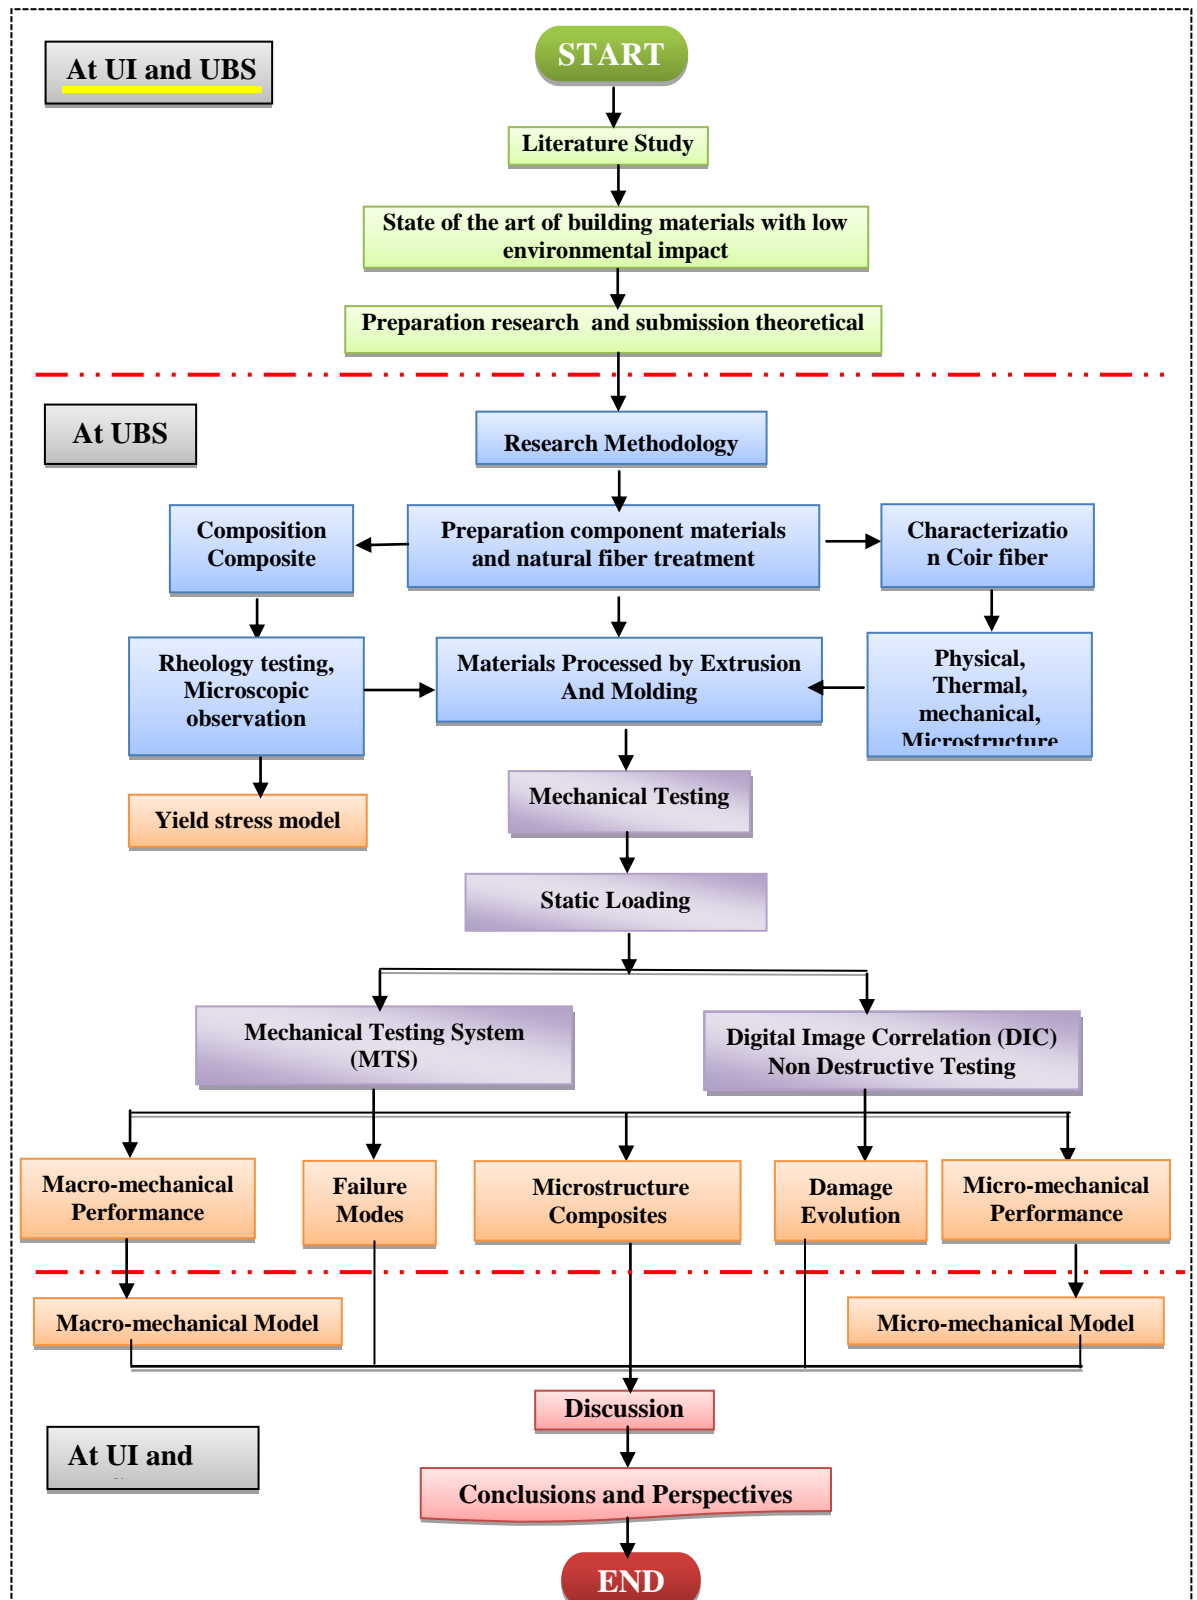 At UI and UBS
START
Literature Study
State of the art of building materials with low
environmental impact
Preparation research and submission theoretical
At UBS
Research Methodology
Composition
Composite
Preparation component materials
and natural fiber treatment
Characterizatio
n Coir fiber
Rheology testing,
Microscopic
observation
Materials Processed by Extrusion
And Molding
Physical,
Thermal,
mechanical,
Microstructure
Yield stress model
Mechanical Testing
Static Loading
Mechanical Testing System
(MTS)
Digital Image Correlation (DIC)
Non Destructive Testing
Macro-mechanical
Performance
Failure
Modes
Microstructure
Composites
Damage
Evolution
Micro-mechanical
Performance
Macro-mechanical Model
Micro-mechanical Model
Discussion
At UI and
Conclusions and Perspectives
END